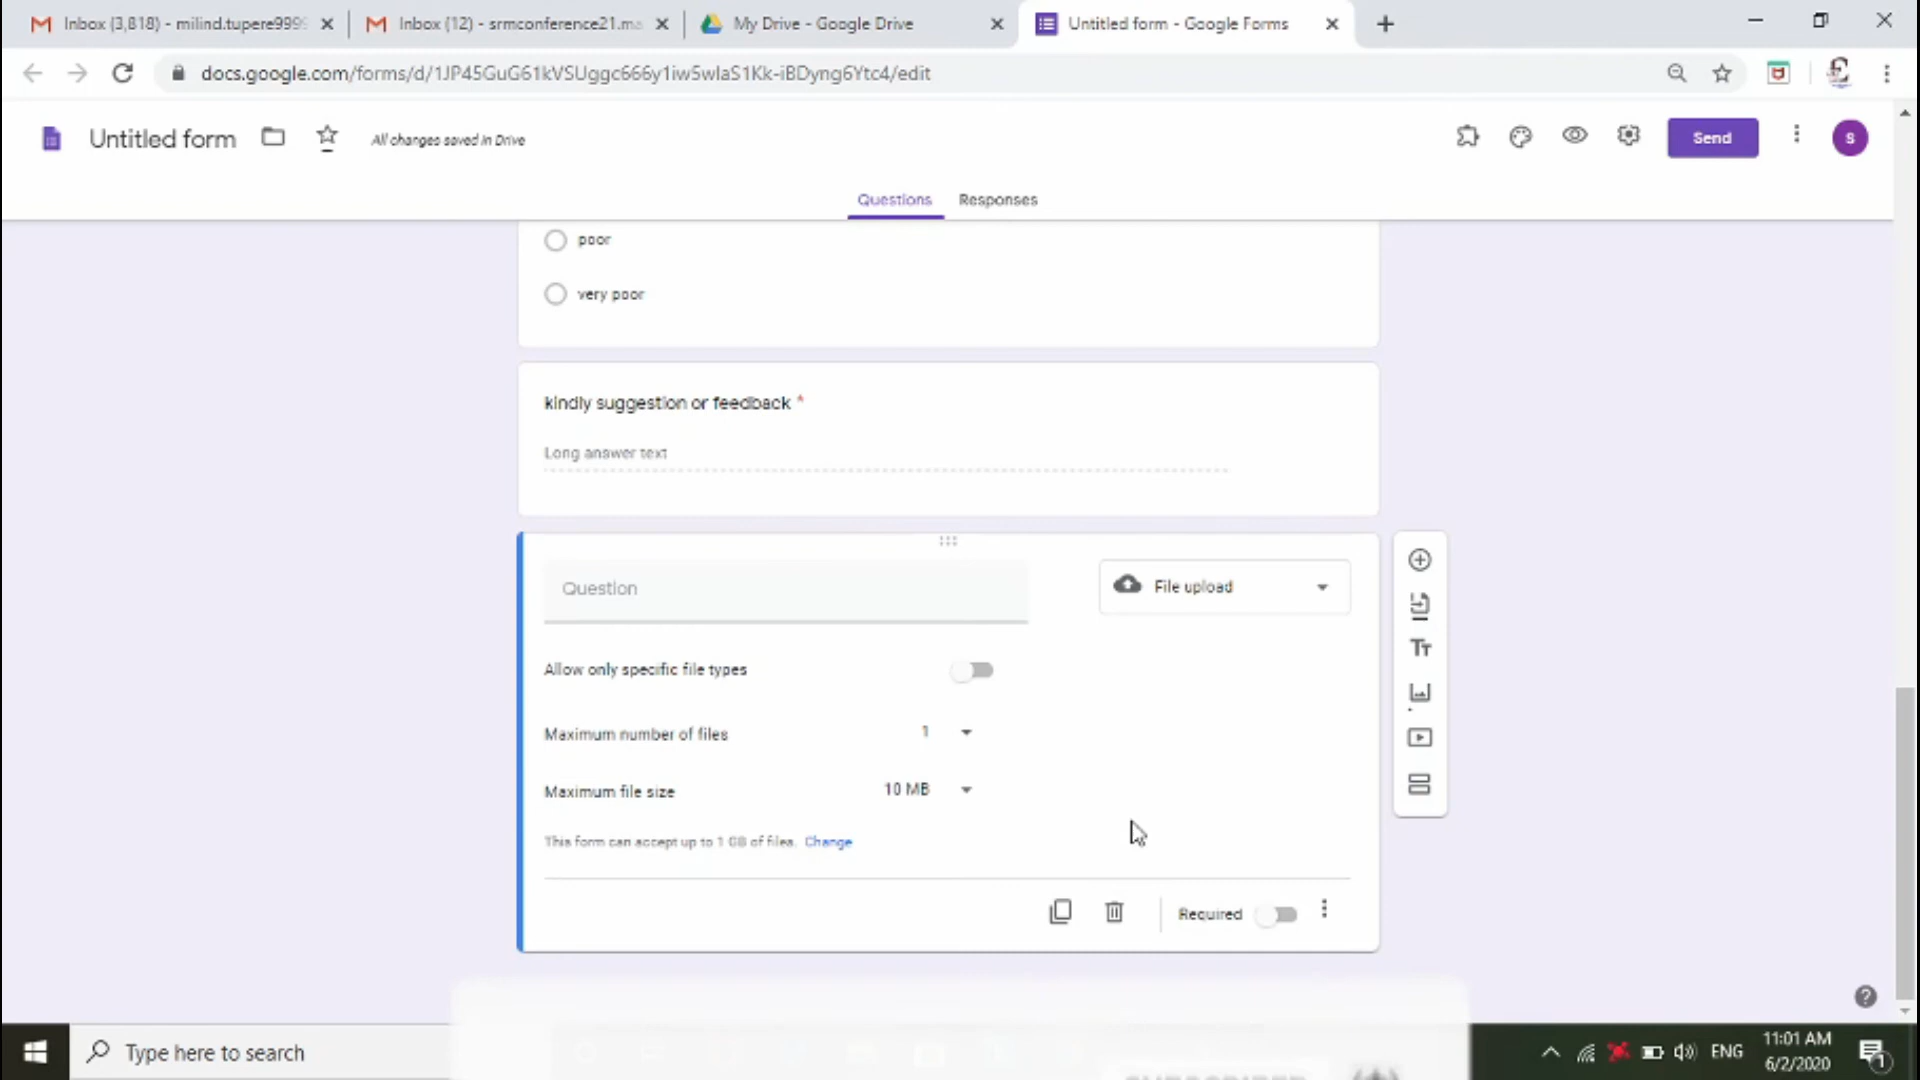 Inbox (3,818) - milind.tupere9999
Inbox (12) - srmconference21.ma
My Drive - Google Drive
Untitled form - Google Forms
docs.google.com/forms/d/1JP45GuG61kVSUggc666y1iw5wlaS1Kk-iBDyng6Ytc4/edit
Untitled form
All changes saved in Drive
Send
S
Questions
Responses
poor
very poor
kindly suggestion or feedback *
Long answer text
Question
File upload
Allow only specific file types
Maximum number of files
1
Maximum file size
10 MB
This form can accept up to 1 GB of files. Change
Required
Type here to search
ENG
11:01 AM
6/2/2020
1